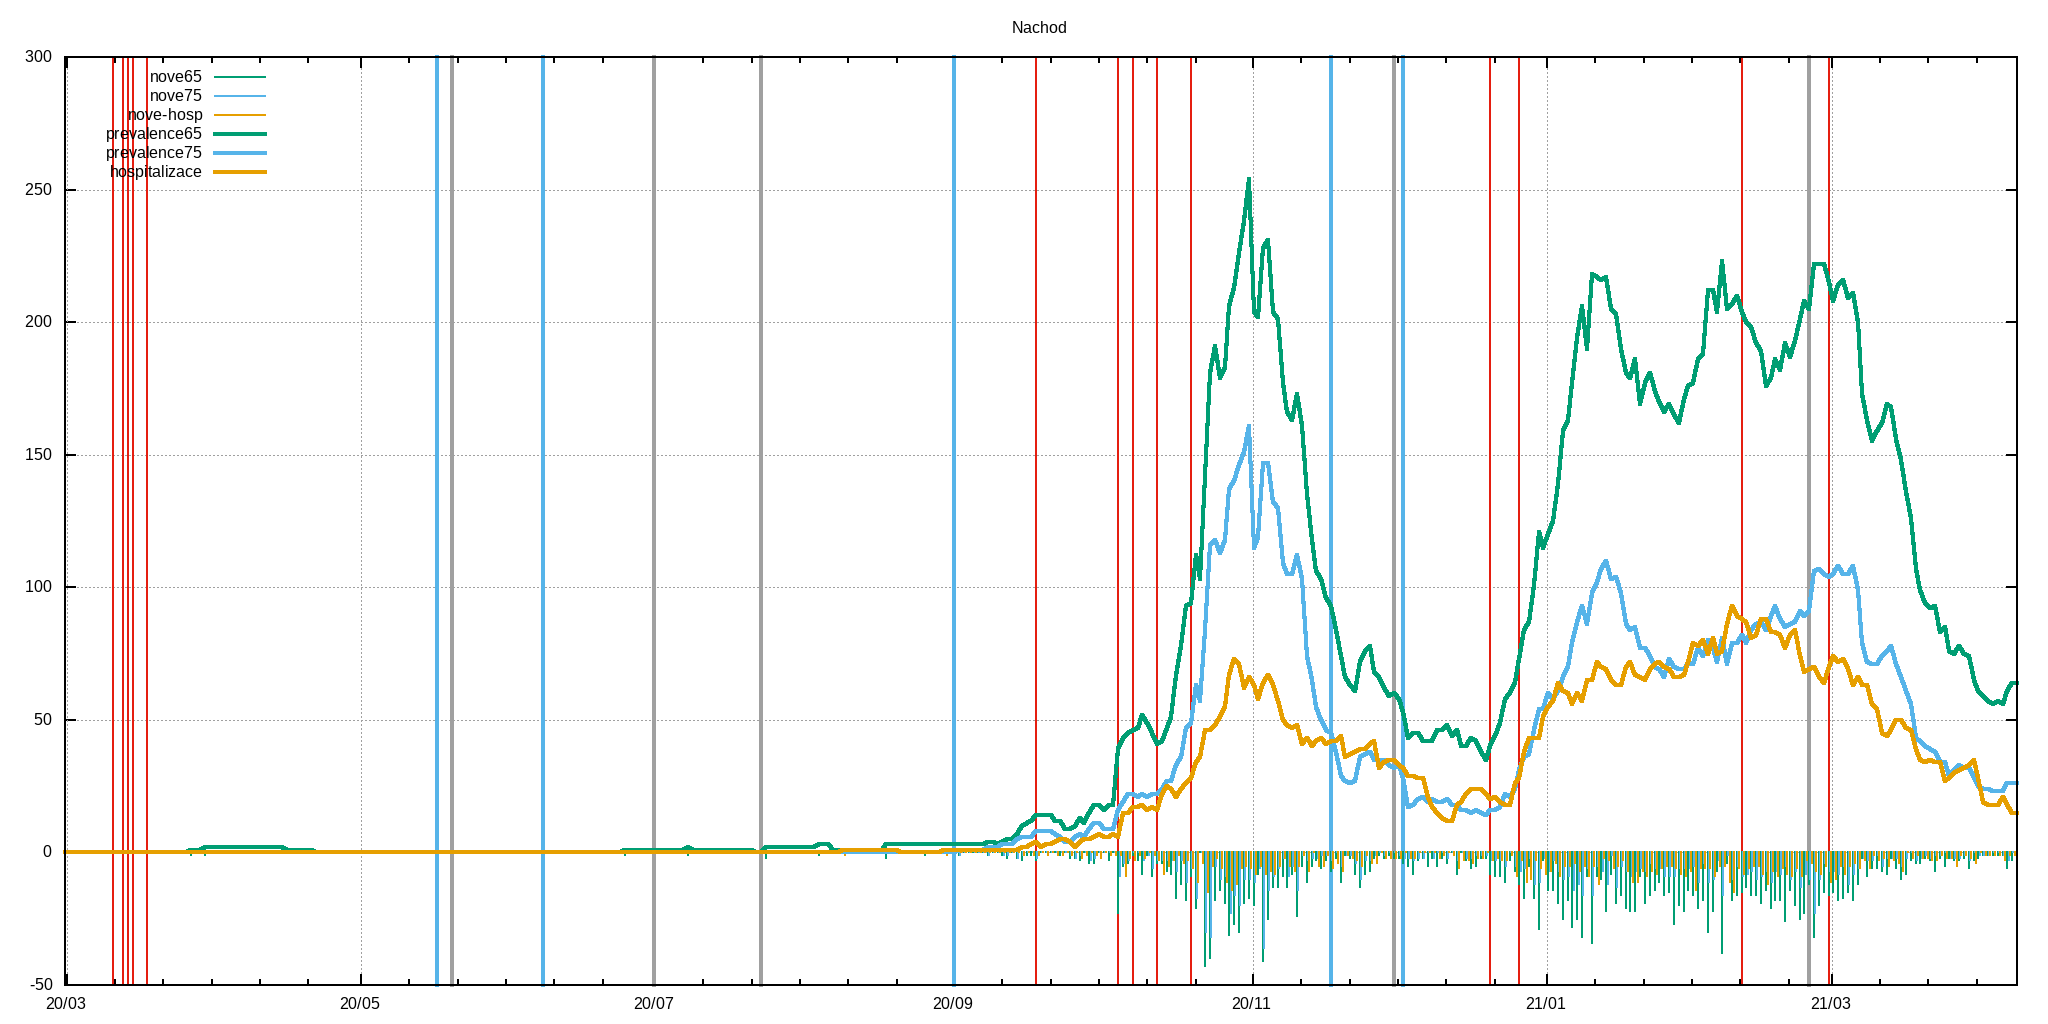 Nachod
300
250
200
150
100
50
0
-50
nove65
nove75
nove-hosp
prevalence65
prevalence75
hospitalizace
20/03 20/05 20/07 20/09 20/11 21/01 21/03